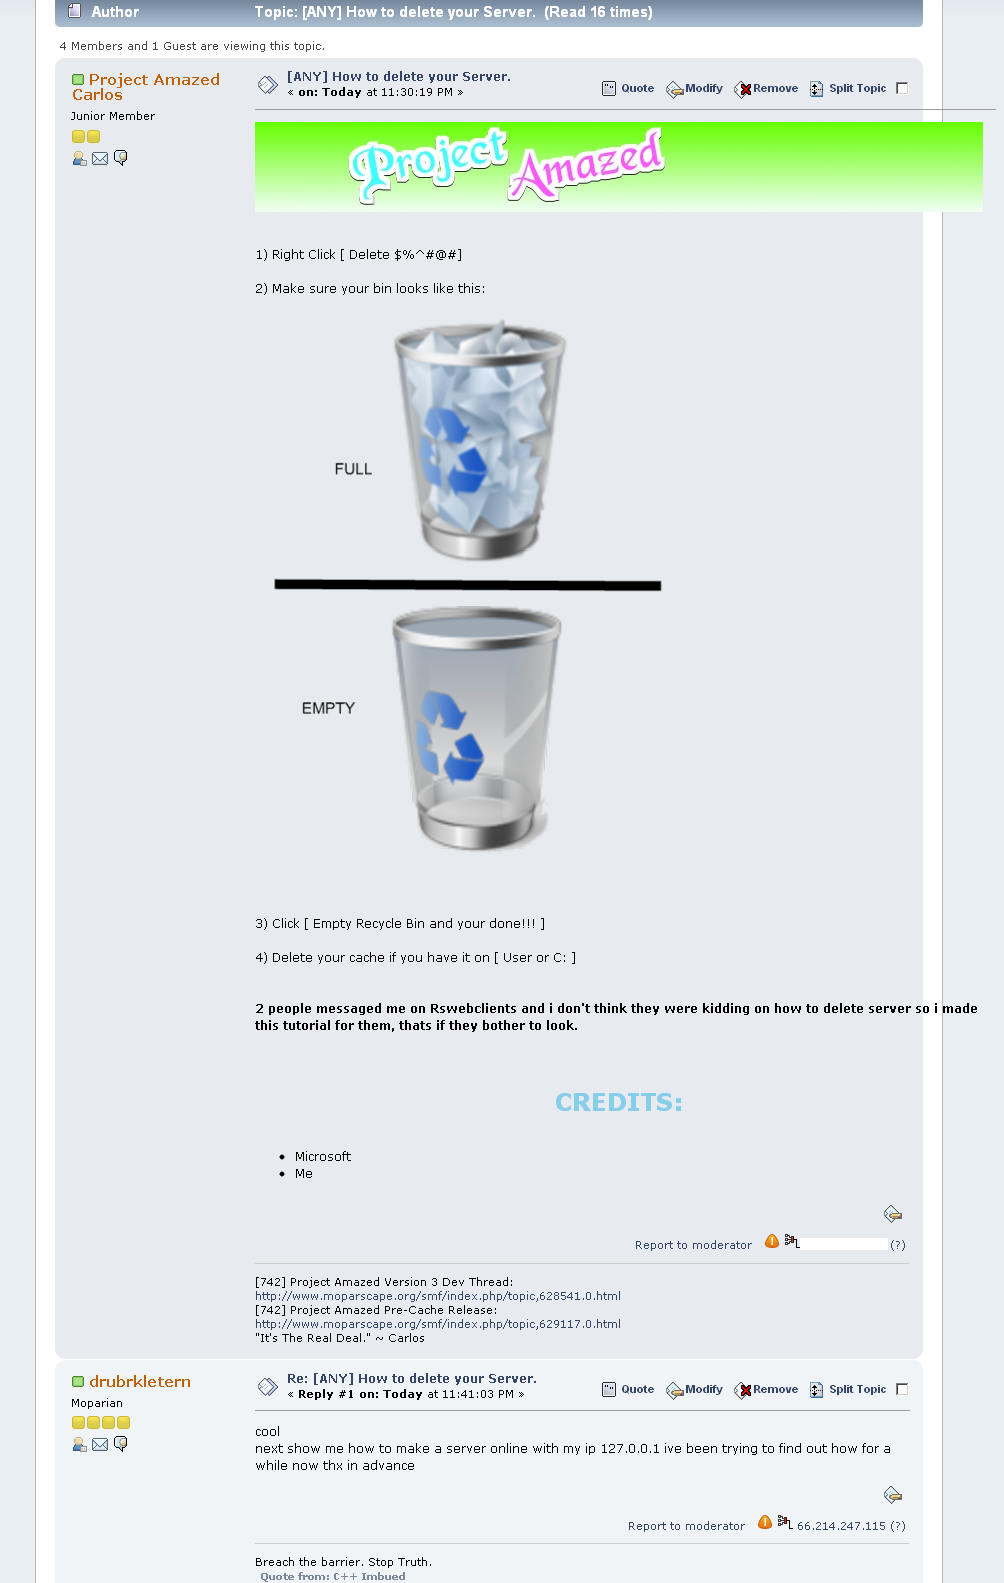 Author Topic: [ANY] How to delete your Server. (Read 16 times)
4 Members and 1 Guest are viewing this topic.
Project Amazed
Carlos
Junior Member
[ANY] How to delete your Server.
« on: Today at 11:30:19 PM »
Quote Modify Remove Split Topic
Project Amazed
1) Right Click [ Delete $%^#@#]
2) Make sure your bin looks like this:
FULL
EMPTY
3) Click [ Empty Recycle Bin and your done!!! ]
4) Delete your cache if you have it on [ User or C: ]
2 people messaged me on Rswebclients and i don't think they were kidding on how to delete server so i made
this tutorial for them, thats if they bother to look.
CREDITS:
• Microsoft
• Me
Report to moderator (?)
[742] Project Amazed Version 3 Dev Thread:
http://www.moparscape.org/smf/index.php/topic,628541.0.html
[742] Project Amazed Pre-Cache Release:
http://www.moparscape.org/smf/index.php/topic,629117.0.html
"It's The Real Deal." ~ Carlos
drubrkletern
Moparian
Re: [ANY] How to delete your Server.
« Reply #1 on: Today at 11:41:03 PM »
Quote Modify Remove Split Topic
cool
next show me how to make a server online with my ip 127.0.0.1 ive been trying to find out how for a
while now thx in advance
Report to moderator 66.214.247.115 (?)
Breach the barrier. Stop Truth.
Quote from: C++ Imbued